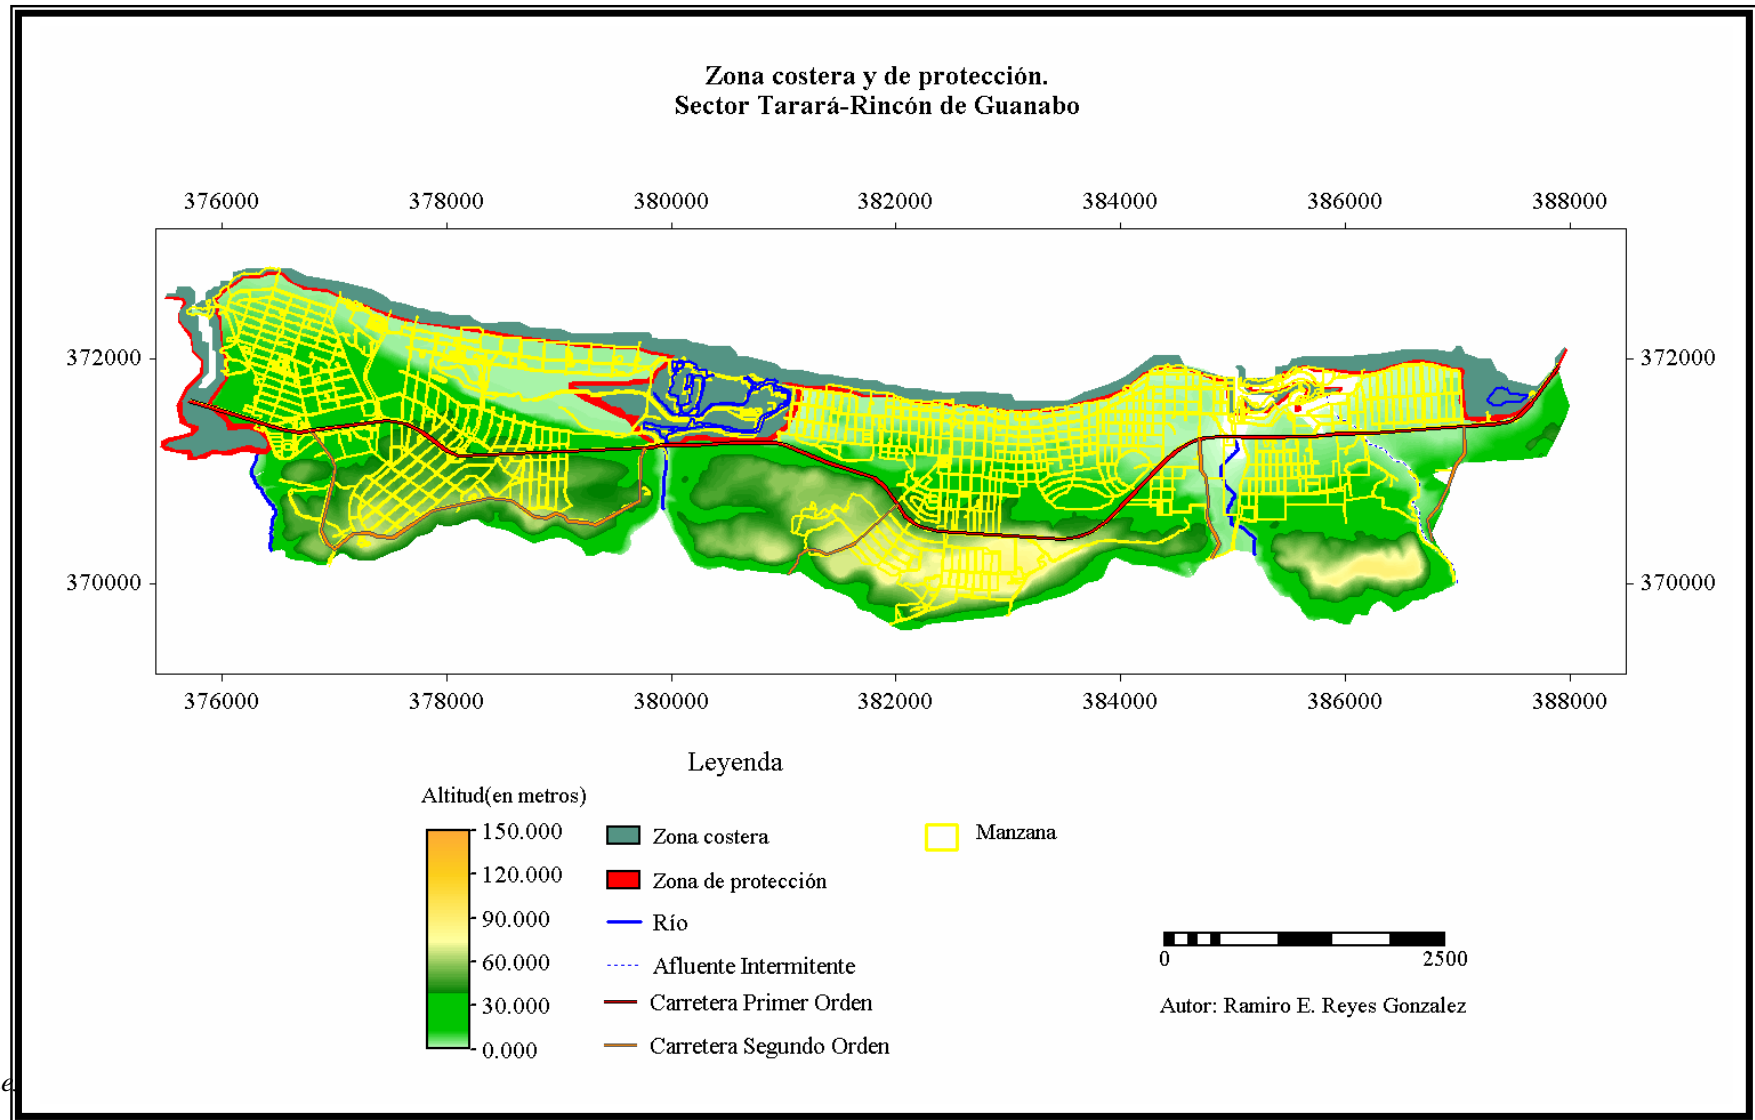 Zona costera y de protección.
Sector Tarará-Rincón de Guanabo
376000 378000 380000 382000 384000 386000 388000
372000 372000
370000 370000
376000 378000 380000 382000 384000 386000 388000
Leyenda
Altitud(en metros)
150.000
120.000
90.000
60.000
30.000
0.000
Zona costera
Zona de protección
Río
Afluente Intermitente
Carretera Primer Orden
Carretera Segundo Orden
Manzana
0 2500
Autor: Ramiro E. Reyes Gonzalez